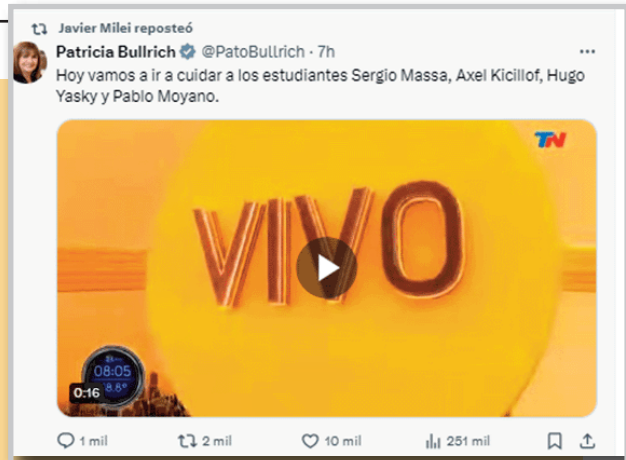 Javier Milei reposteó
Patricia Bullrich @PatoBullrich · 7h
Hoy vamos a ir a cuidar a los estudiantes Sergio Massa, Axel Kicillof, Hugo
Yasky y Pablo Moyano.
TN
VIVO
08:05
8.8°
0:16
1 mil 2 mil 10 mil 251 mil